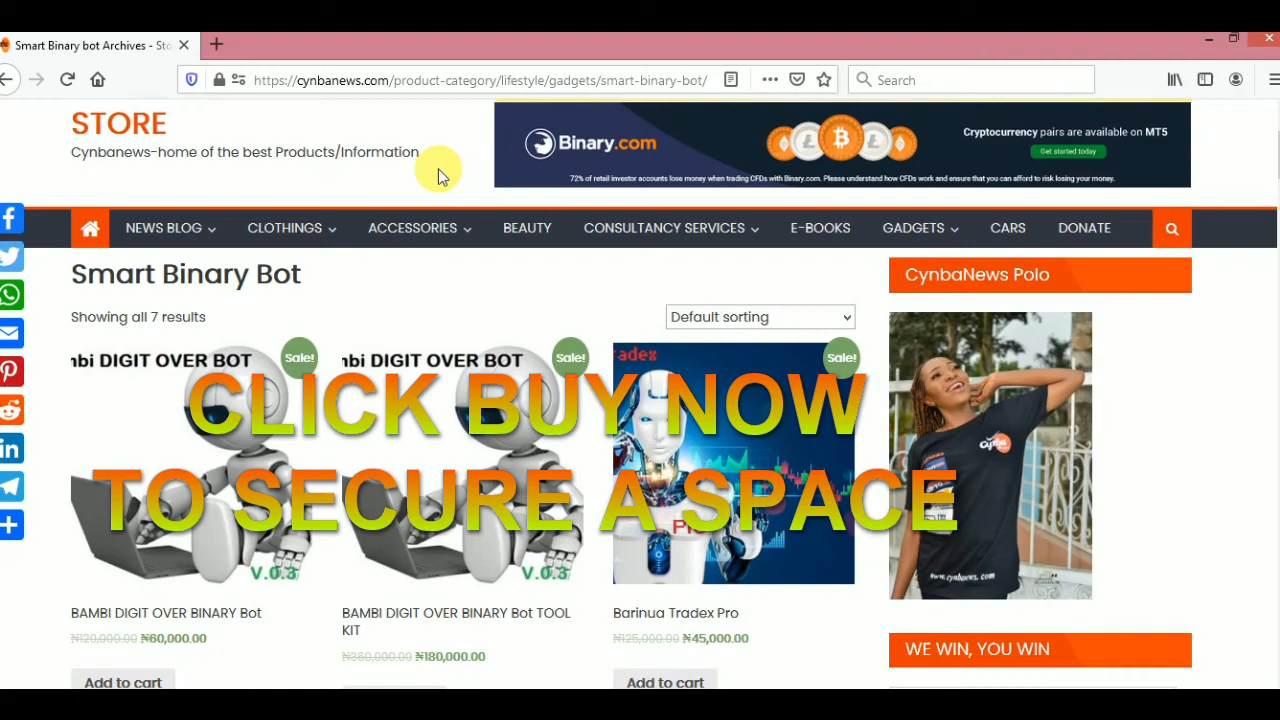 Smart Binary bot Archives - Sto
https://cynbanews.com/product-category/lifestyle/gadgets/smart-binary-bot/
Search
STORE
Cynbanews-home of the best Products/Information
Binary.com
Cryptocurrency pairs are available on MT5
Get started today
72% of retail investor accounts lose money when trading CFDs with Binary.com. Please understand how CFDs work and ensure that you can afford to risk losing your money.
NEWS BLOG
CLOTHINGS
ACCESSORIES
BEAUTY
CONSULTANCY SERVICES
E-BOOKS
GADGETS
CARS
DONATE
Smart Binary Bot
CynbaNews Polo
Showing all 7 results
Default sorting
mbi DIGIT OVER BOT
Sale!
mbi DIGIT OVER BOT
Sale!
radex
Sale!
CLICK BUY NOW
TO SECURE A SPACE
V.0.3
V.0.3
www.cynbanews.com
BAMBI DIGIT OVER BINARY Bot
₦120,000.00 ₦60,000.00
Add to cart
BAMBI DIGIT OVER BINARY Bot TOOL
KIT
₦360,000.00 ₦180,000.00
Barinua Tradex Pro
₦125,000.00 ₦45,000.00
Add to cart
WE WIN, YOU WIN